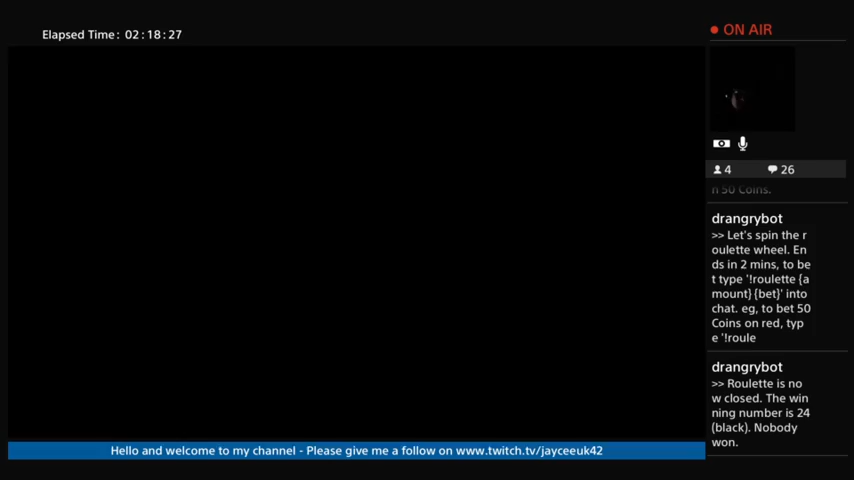 Elapsed Time: 02:18:27
ON AIR
4 26
n 50 Coins.
drangrybot
>> Let's spin the r
oulette wheel. En
ds in 2 mins, to be
t type '!roulette {a
mount} {bet}' into
chat. eg, to bet 50
Coins on red, typ
e '!roule
drangrybot
>> Roulette is no
w closed. The win
ning number is 24
(black). Nobody
won.
Hello and welcome to my channel - Please give me a follow on www.twitch.tv/jayceeuk42